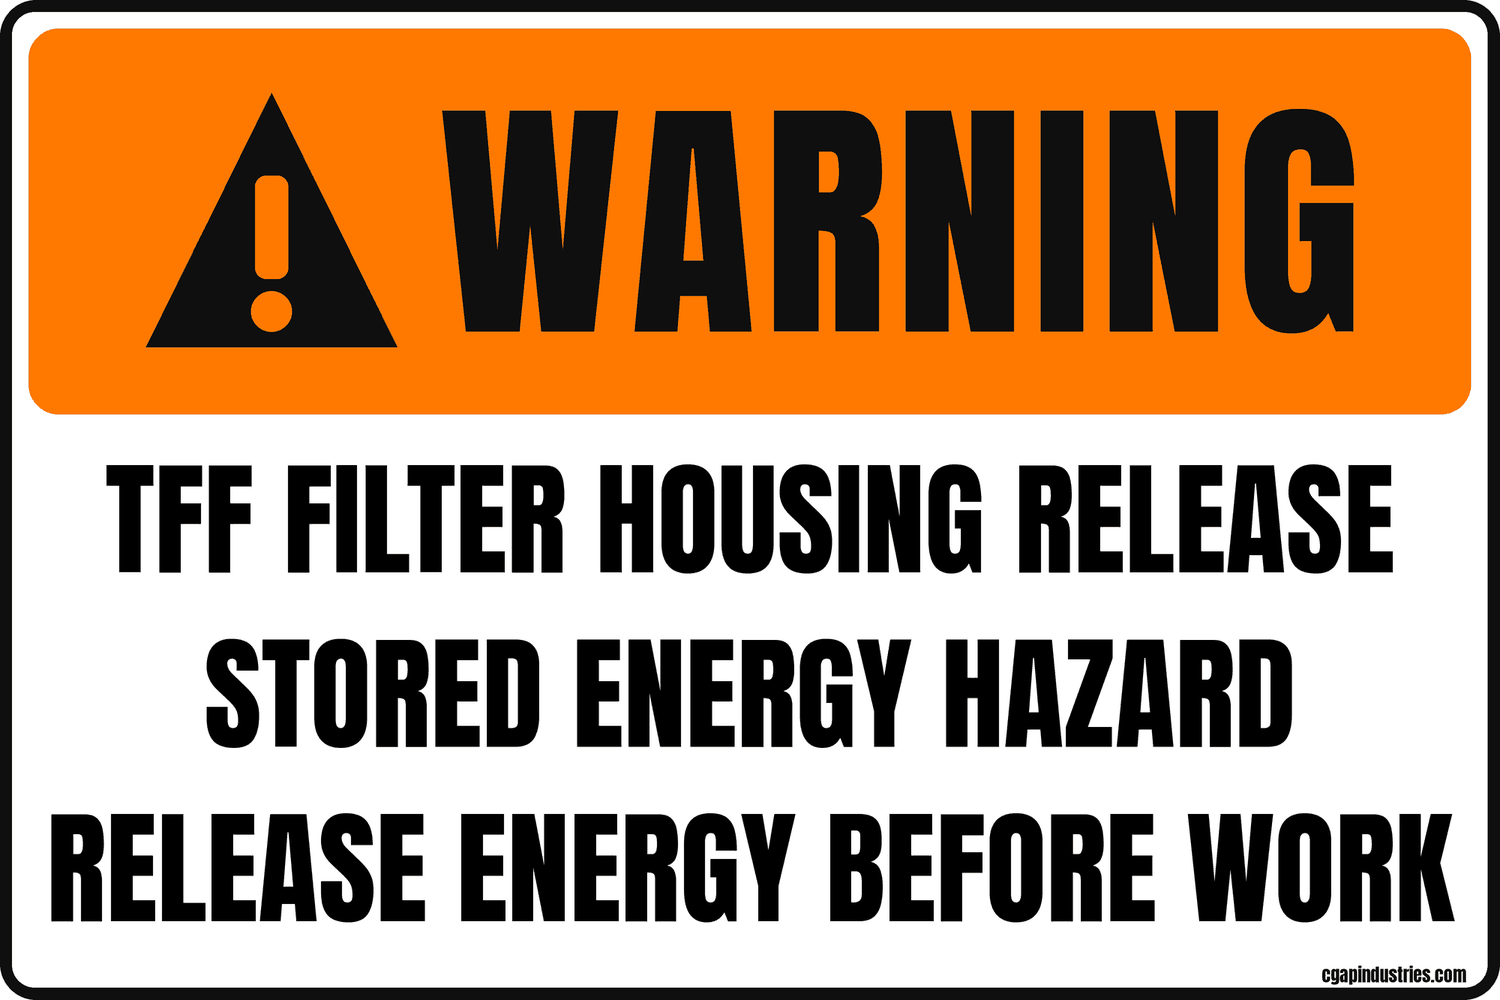 WARNING
TFF FILTER HOUSING RELEASE
STORED ENERGY HAZARD
RELEASE ENERGY BEFORE WORK
cgapindustries.com